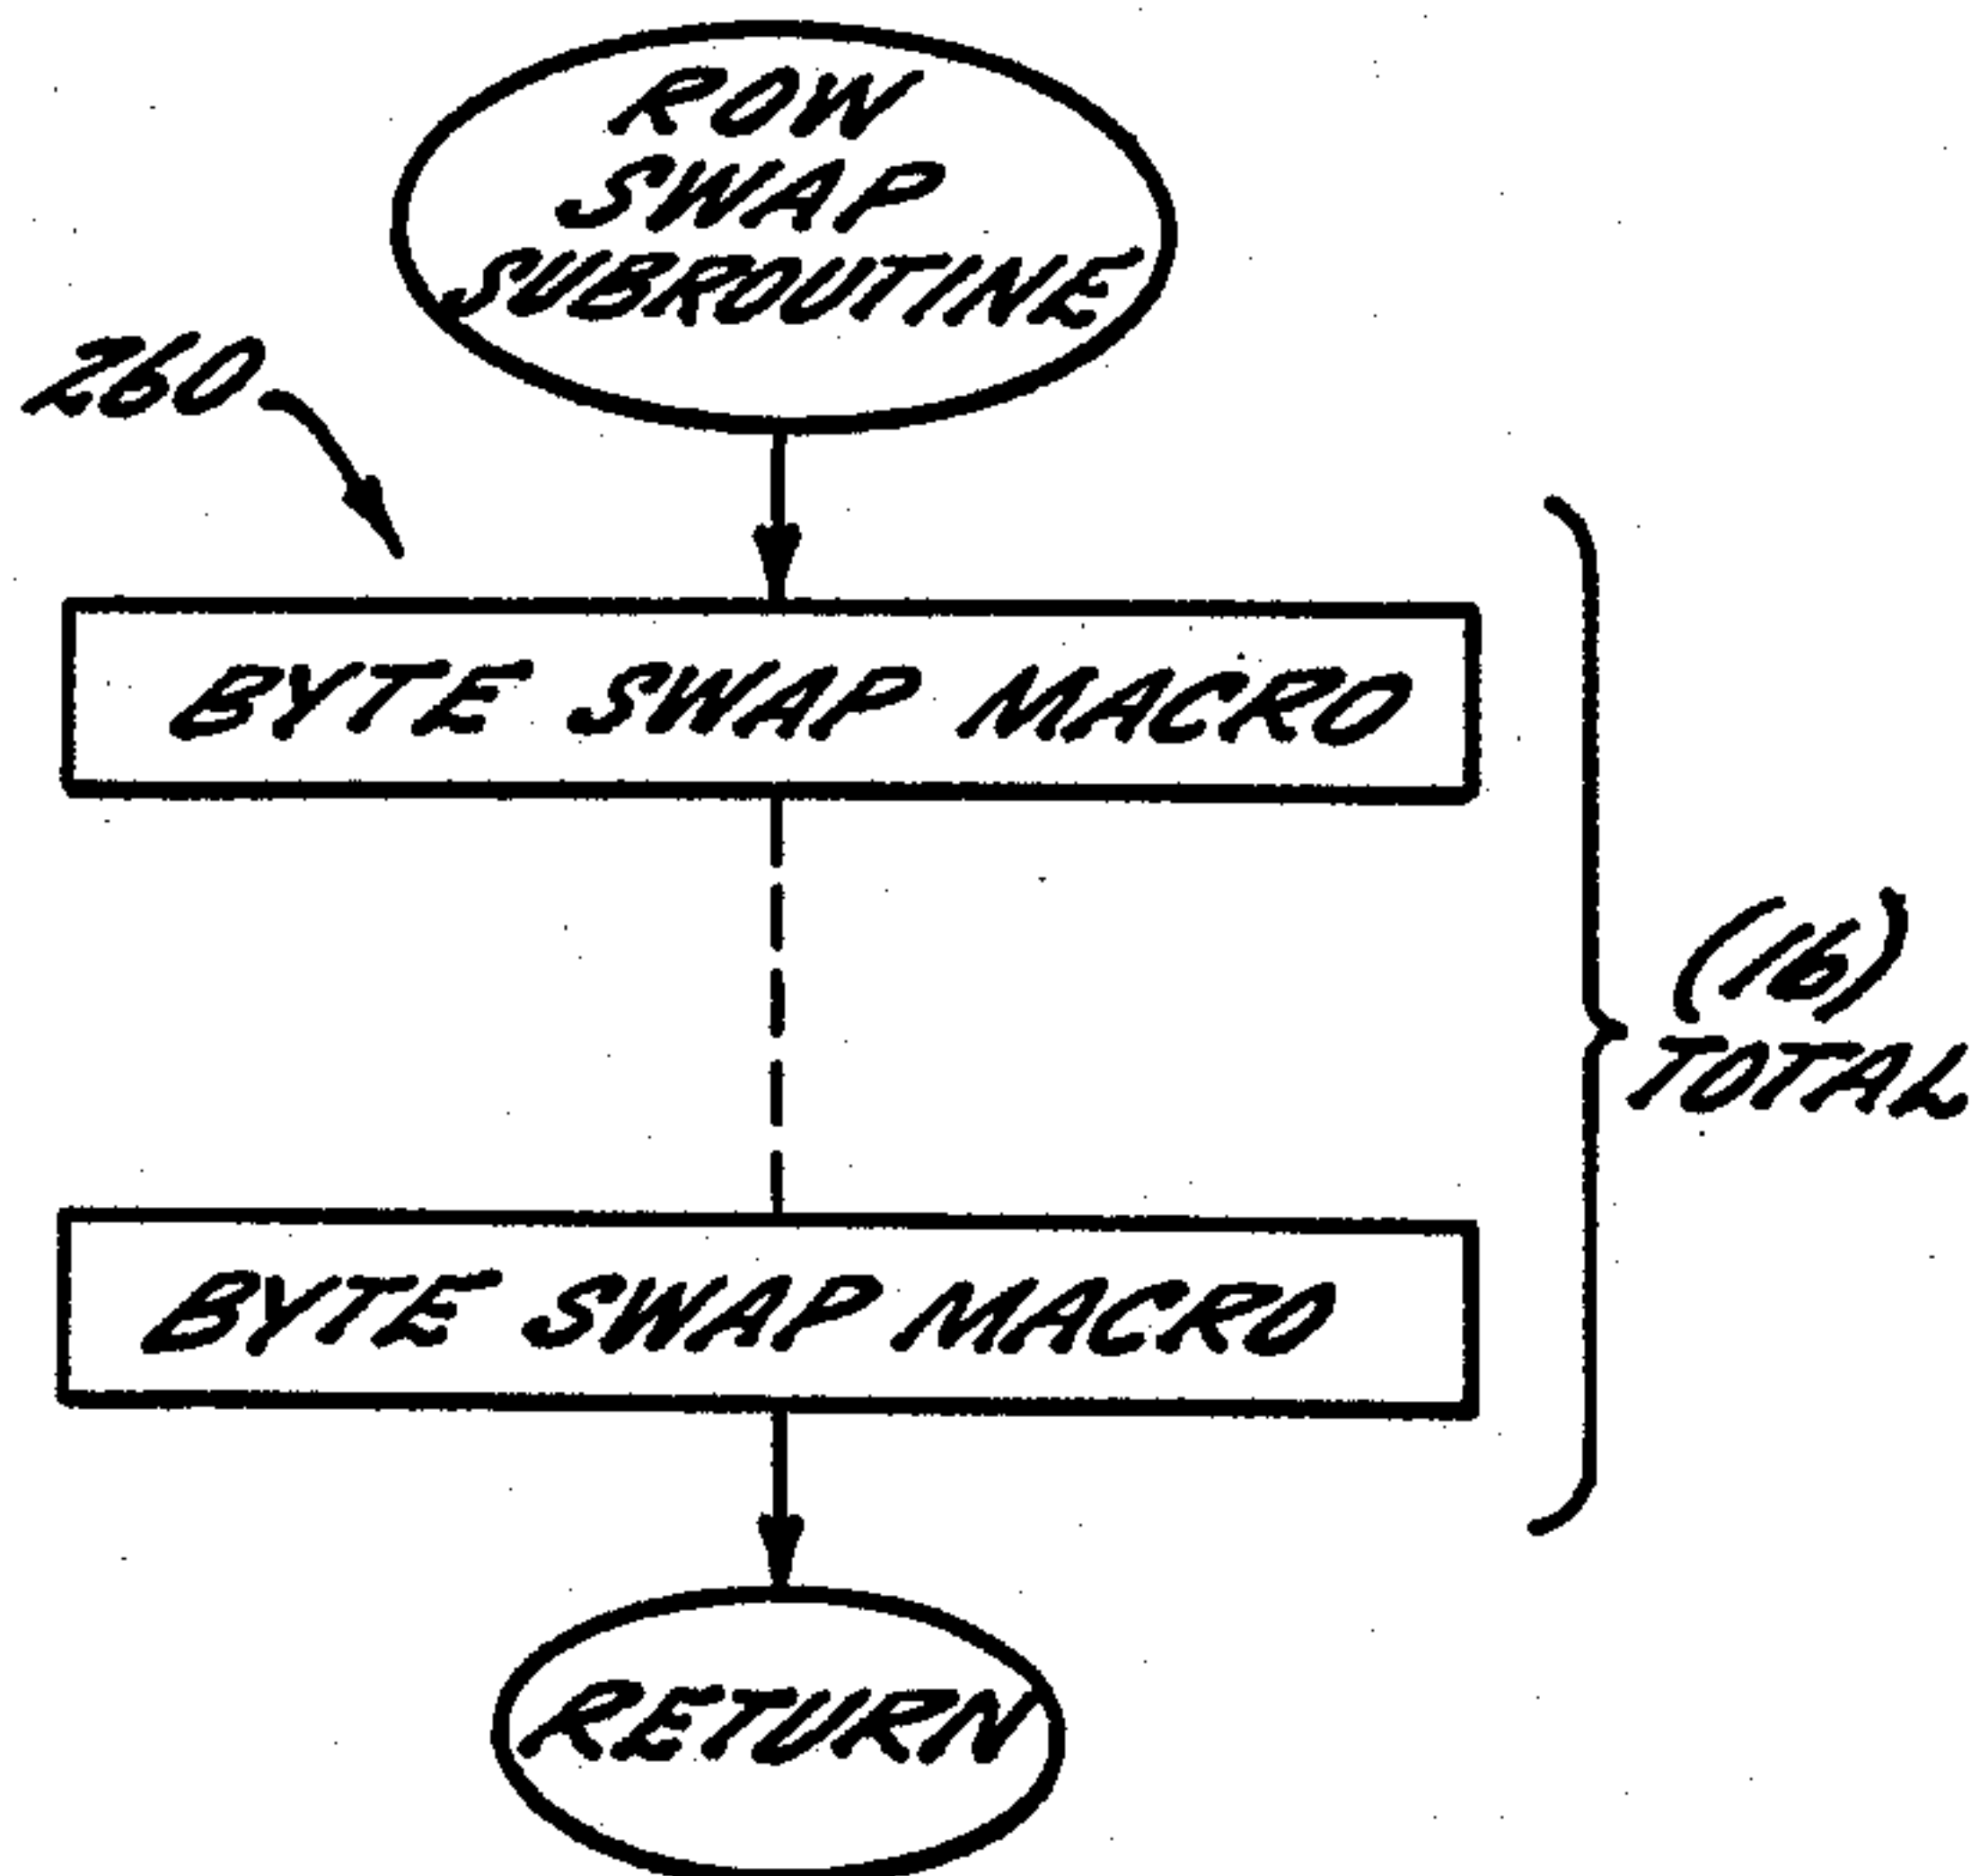 ROW
SWAP
SUBROUTINE
260
BYTE SWAP MACRO
(16)
TOTAL
BYTE SWAP MACRO
RETURN